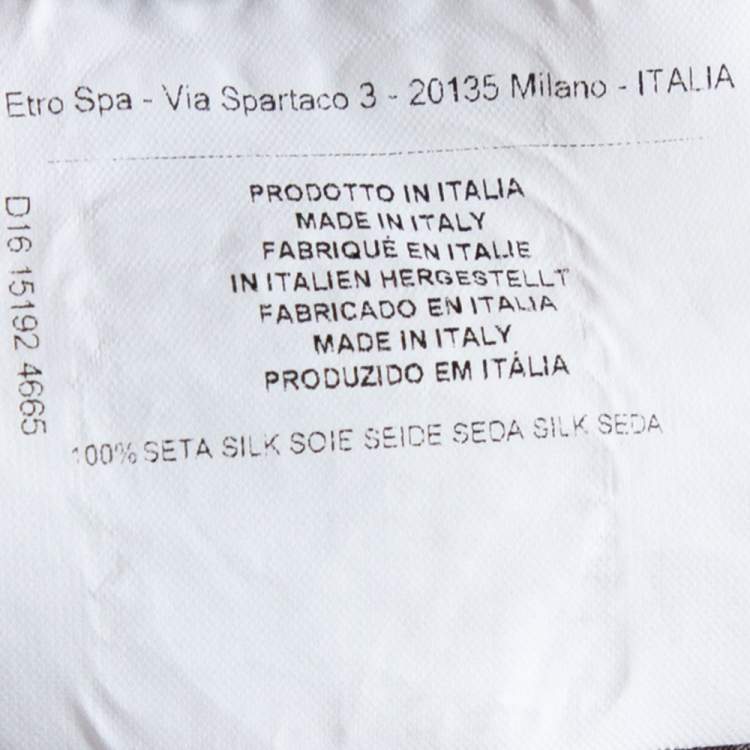 Etro Spa - Via Spartaco 3 - 20135 Milano - ITALIA
PRODOTTO IN ITALIA
MADE IN ITALY
FABRIQUÉ EN ITALIE
IN ITALIEN HERGESTELLT
FABRICADO EN ITALIA
MADE IN ITALY
PRODUZIDO EM ITÁLIA
100% SETA SILK SOIE SEIDE SEDA SILK SEDA
D16 15192 4665